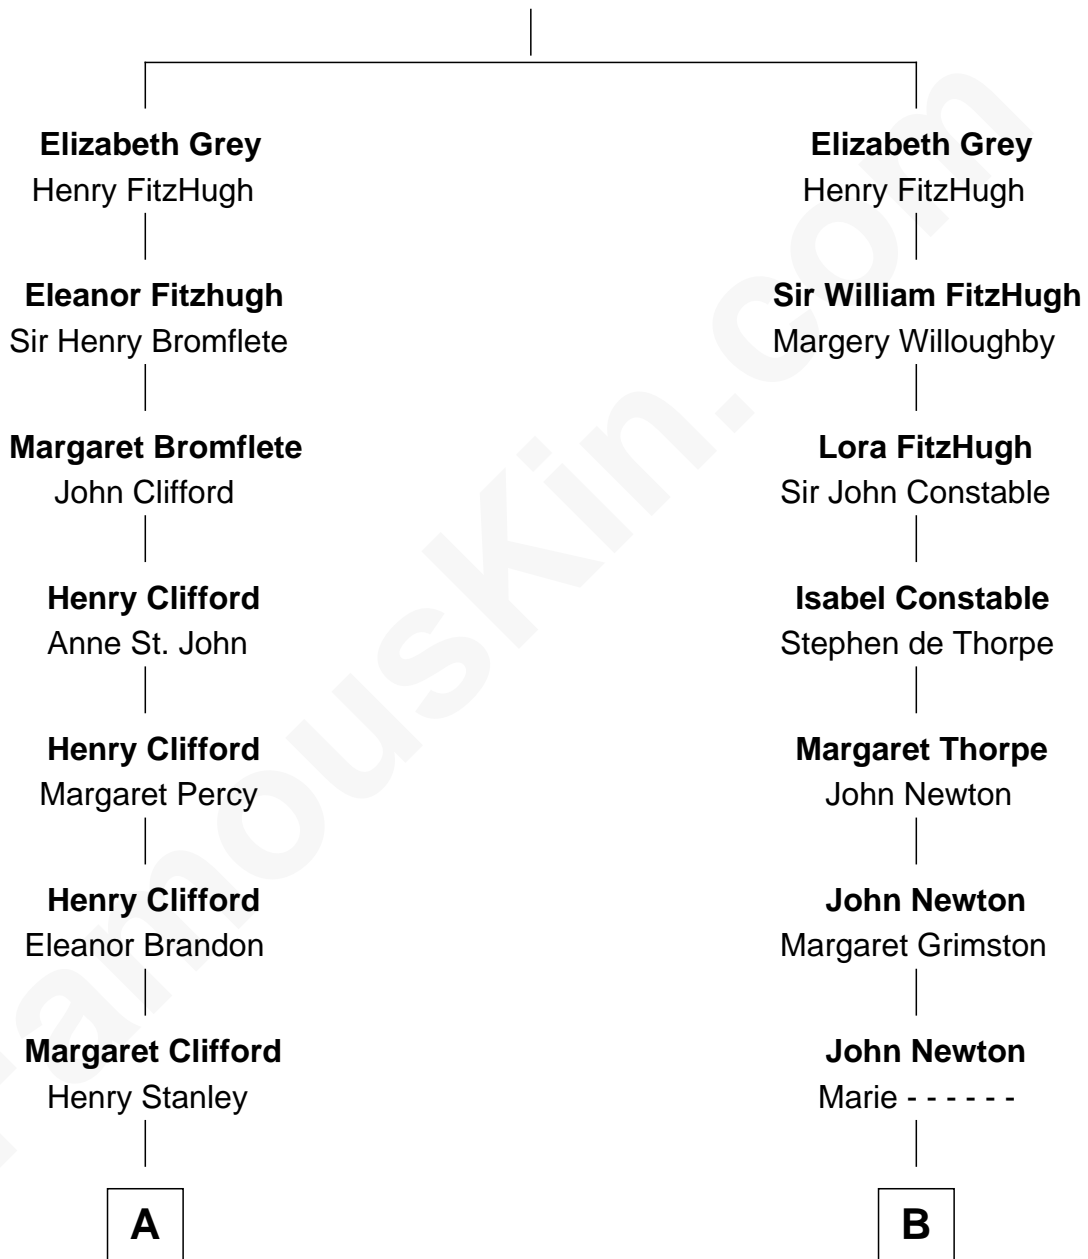 Elizabeth Grey
Henry FitzHugh
Eleanor Fitzhugh
Sir Henry Bromflete
Margaret Bromflete
John Clifford
Henry Clifford
Anne St. John
Henry Clifford
Margaret Percy
Henry Clifford
Eleanor Brandon
Margaret Clifford
Henry Stanley
A
Elizabeth Grey
Henry FitzHugh
Sir William FitzHugh
Margery Willoughby
Lora FitzHugh
Sir John Constable
Isabel Constable
Stephen de Thorpe
Margaret Thorpe
John Newton
John Newton
Margaret Grimston
John Newton
Marie - - - - - -
B
FamousKin.com